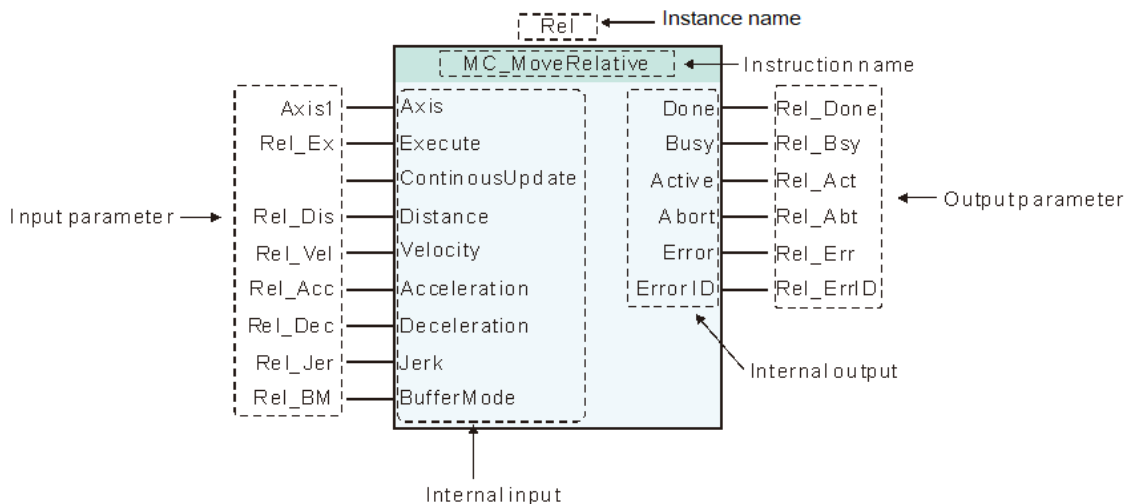 Rel
Instance name
MC_MoveRelative
Instruction name
Axis1
Axis
Done
Rel_Done
Rel_Ex
Execute
Busy
Rel_Bsy
ContinousUpdate
Active
Rel_Act
Input parameter
Rel_Dis
Distance
Abort
Rel_Abt
Output parameter
Rel_Vel
Velocity
Error
Rel_Err
Rel_Acc
Acceleration
ErrorID
Rel_ErrID
Rel_Dec
Deceleration
Rel_Jer
Jerk
Internal output
Rel_BM
BufferMode
Internal input